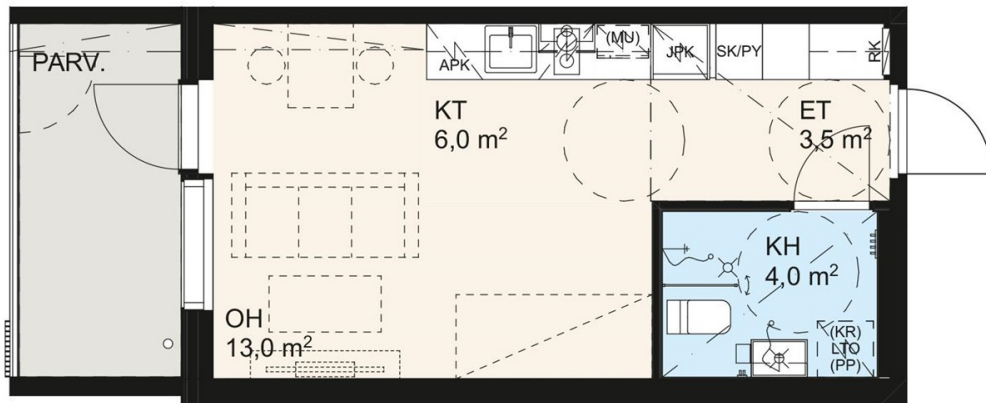 PARV.
APK
(MU)
JPK
SK/PY
RK
KT
6,0 m²
ET
3,5 m²
KH
4,0 m²
OH
13,0 m²
(KR)
LTO
(PP)